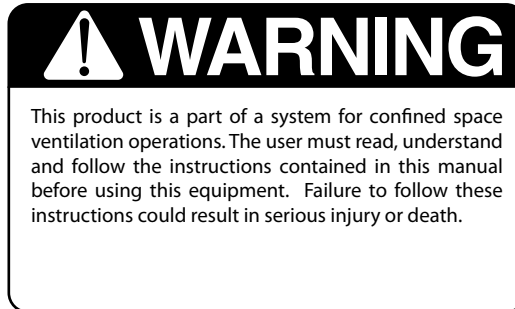 WARNING
This product is a part of a system for confined space
ventilation operations. The user must read, understand
and follow the instructions contained in this manual
before using this equipment. Failure to follow these
instructions could result in serious injury or death.